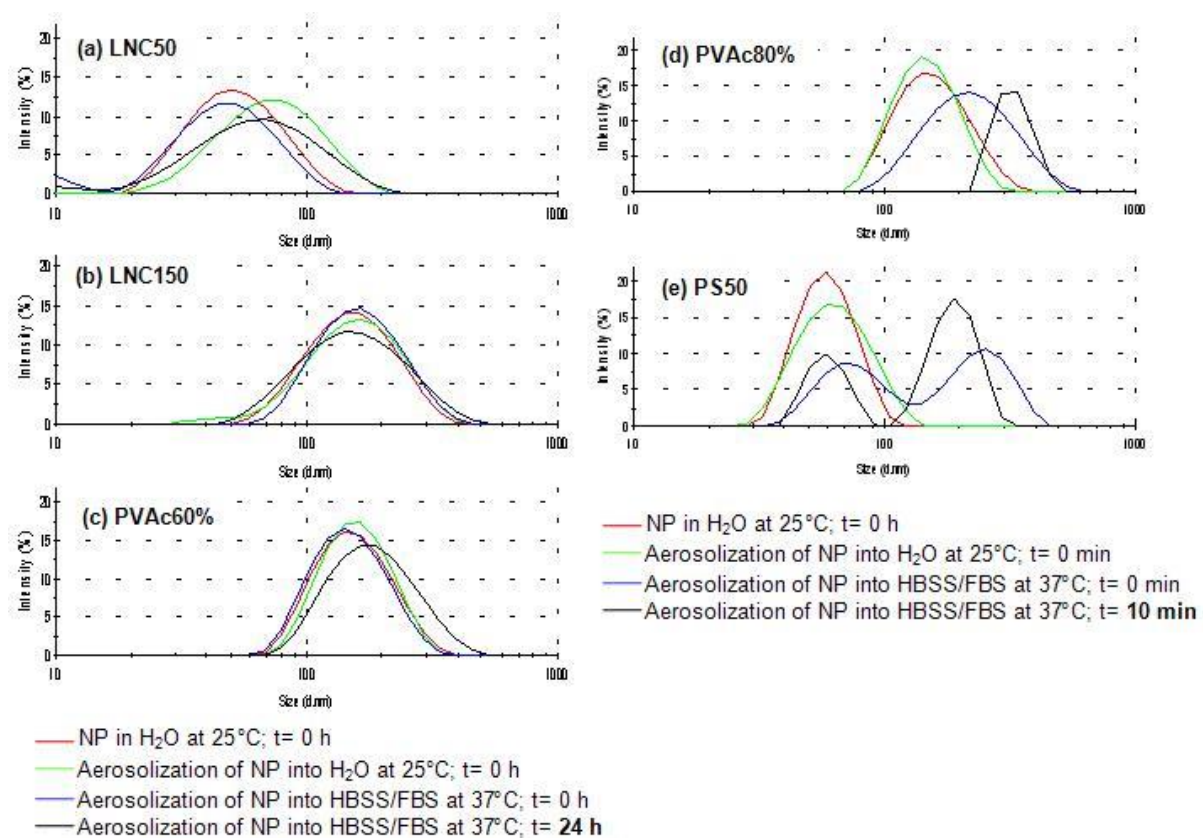 (a) LNC50
20
15
10
5
0
Intensity (%)
10
100
1000
Size (d.nm)
(b) LNC150
20
15
10
5
0
Intensity (%)
10
100
1000
Size (d.nm)
(c) PVAc60%
20
15
10
5
0
Intensity (%)
10
100
1000
Size (d.nm)
NP in H₂O at 25°C; t= 0 h
Aerosolization of NP into H₂O at 25°C; t= 0 h
Aerosolization of NP into HBSS/FBS at 37°C; t= 0 h
Aerosolization of NP into HBSS/FBS at 37°C; t= 24 h
(d) PVAc80%
20
15
10
5
0
Intensity (%)
10
100
1000
Size (d.nm)
(e) PS50
20
15
10
5
0
Intensity (%)
10
100
1000
Size (d.nm)
NP in H₂O at 25°C; t= 0 h
Aerosolization of NP into H₂O at 25°C; t= 0 min
Aerosolization of NP into HBSS/FBS at 37°C; t= 0 min
Aerosolization of NP into HBSS/FBS at 37°C; t= 10 min